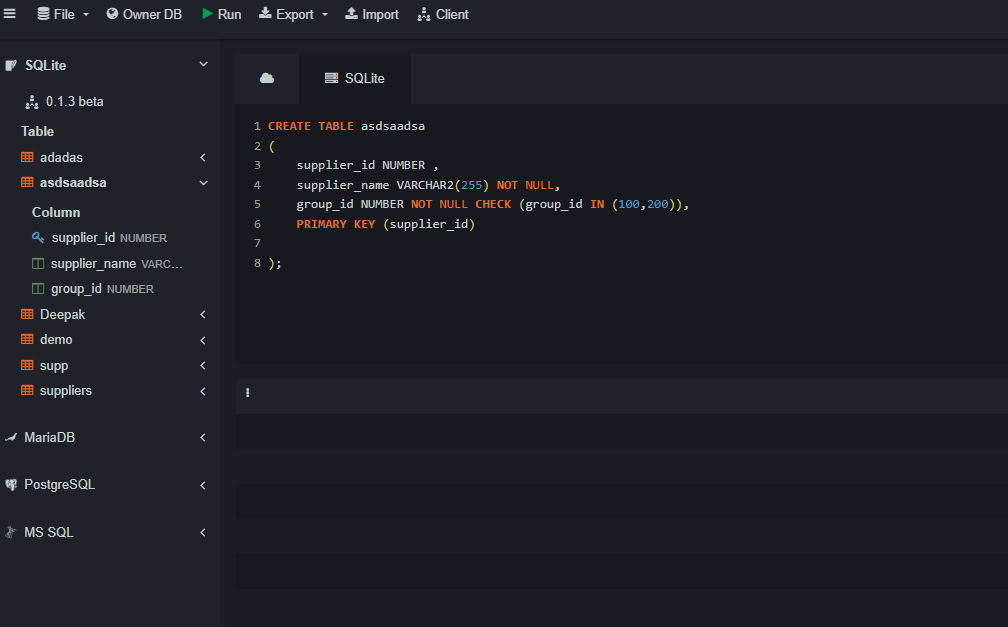 File Owner DB Run Export Import Client
SQLite
0.1.3 beta
Table
adadas
asdsaadsa
Column
supplier_id NUMBER
supplier_name VARC...
group_id NUMBER
Deepak
demo
supp
suppliers
MariaDB
PostgreSQL
MS SQL
SQLite
1 CREATE TABLE asdsaadsa
2 (
3 supplier_id NUMBER ,
4 supplier_name VARCHAR2(255) NOT NULL,
5 group_id NUMBER NOT NULL CHECK (group_id IN (100,200)),
6 PRIMARY KEY (supplier_id)
7
8 );